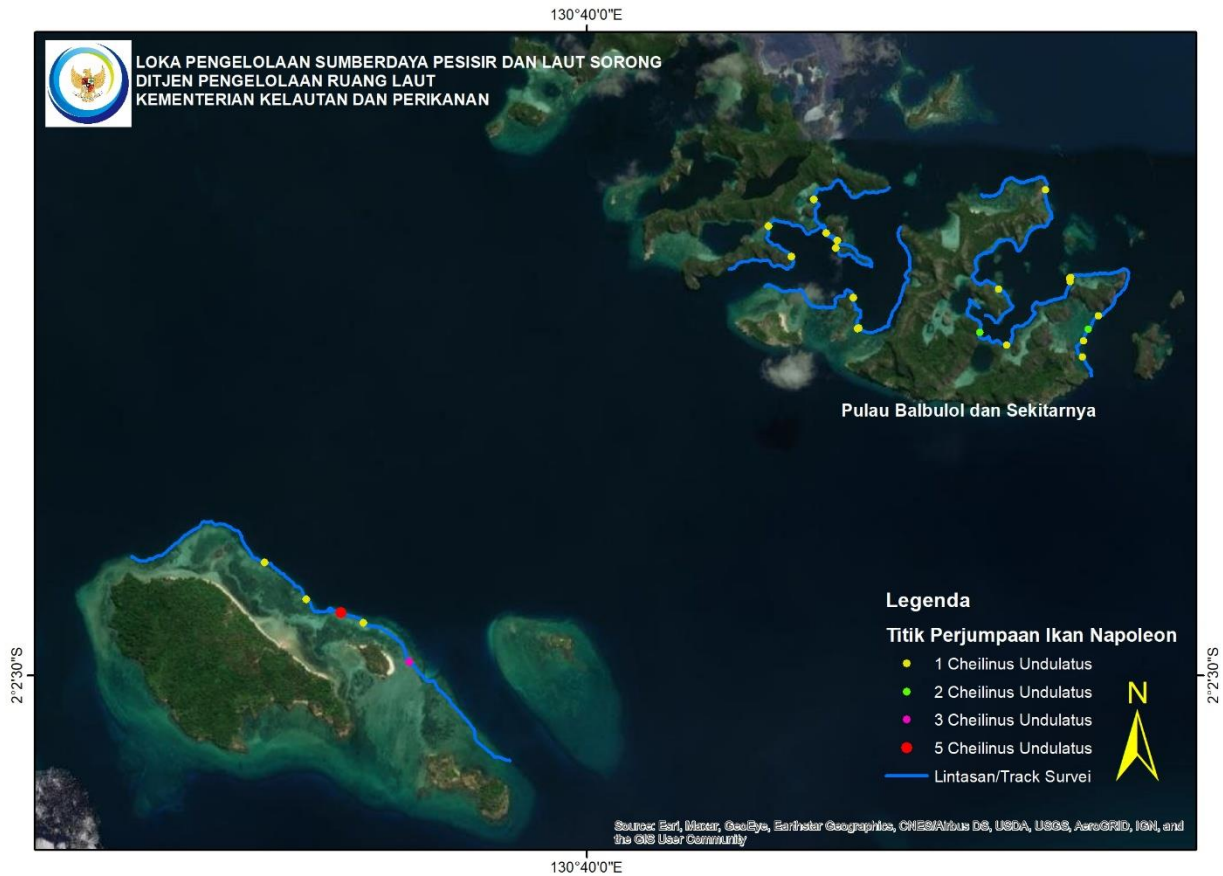 130°40'0"E
LOKA PENGELOLAAN SUMBERDAYA PESISIR DAN LAUT SORONG
DITJEN PENGELOLAAN RUANG LAUT
KEMENTERIAN KELAUTAN DAN PERIKANAN
Pulau Balbulol dan Sekitarnya
2°2'30"S
2°2'30"S
Legenda
Titik Perjumpaan Ikan Napoleon
1 Cheilinus Undulatus
2 Cheilinus Undulatus
3 Cheilinus Undulatus
5 Cheilinus Undulatus
Lintasan/Track Survei
N
Source: Esri, Maxar, GeoEye, Earthstar Geographics, CNES/Airbus DS, USDA, USGS, AeroGRID, IGN, and
the GIS User Community
130°40'0"E